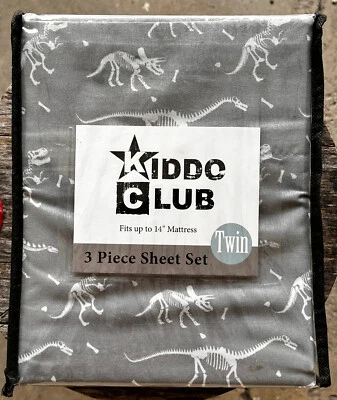 KIDDO
CLUB
Fits up to 14" Mattress
Twin
3 Piece Sheet Set